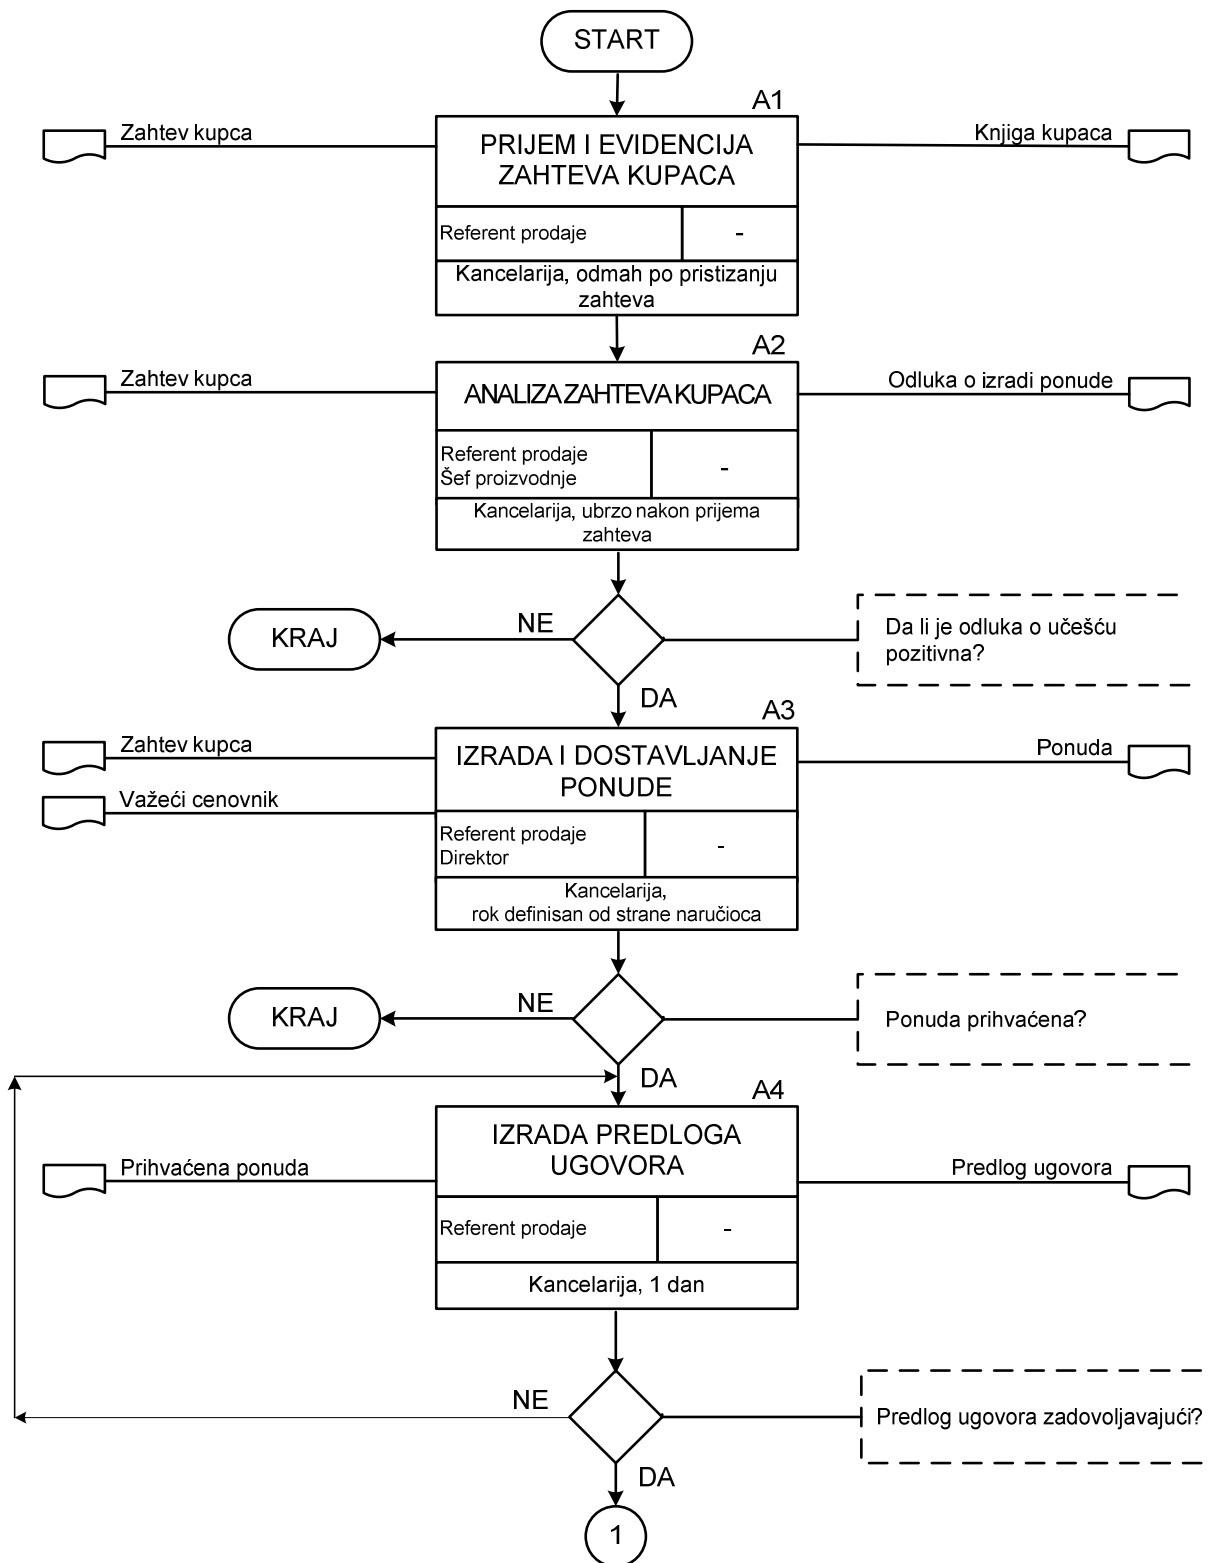 START
A1
Zahtev kupca
PRIJEM I EVIDENCIJA
ZAHTEVA KUPACA
Knjiga kupaca
Referent prodaje
-
Kancelarija, odmah po pristizanju
zahteva
A2
Zahtev kupca
ANALIZA ZAHTEVA KUPACA
Odluka o izradi ponude
Referent prodaje
Šef proizvodnje
-
Kancelarija, ubrzo nakon prijema
zahteva
KRAJ
NE
Da li je odluka o učešću
pozitivna?
DA
A3
Zahtev kupca
Važeći cenovnik
IZRADA I DOSTAVLJANJE
PONUDE
Ponuda
Referent prodaje
Direktor
-
Kancelarija,
rok definisan od strane naručioca
KRAJ
NE
Ponuda prihvaćena?
DA
A4
Prihvaćena ponuda
IZRADA PREDLOGA
UGOVORA
Predlog ugovora
Referent prodaje
-
Kancelarija, 1 dan
NE
Predlog ugovora zadovoljavajući?
DA
1